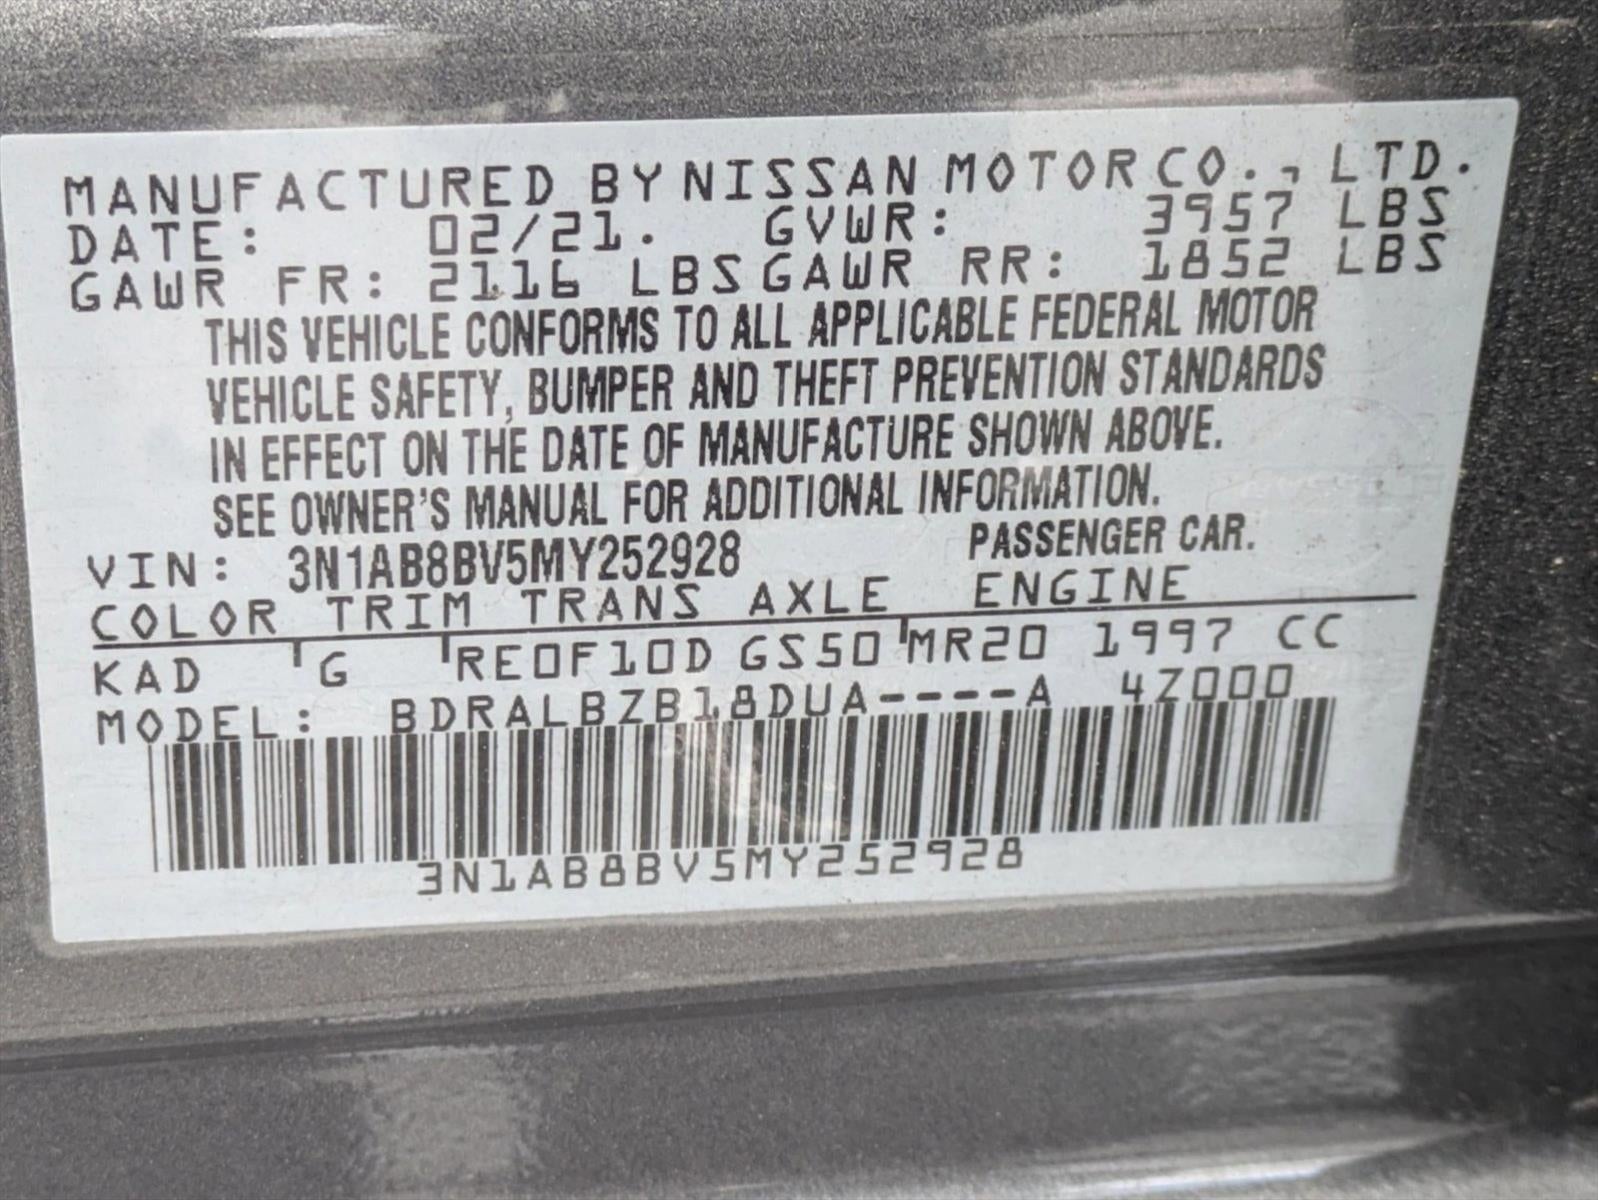 MANUFACTURED BY NISSAN MOTOR CO., LTD.
DATE: 02/21. GVWR: 3957 LBS
GAWR FR: 2116 LBS GAWR RR: 1852 LBS
THIS VEHICLE CONFORMS TO ALL APPLICABLE FEDERAL MOTOR
VEHICLE SAFETY, BUMPER AND THEFT PREVENTION STANDARDS
IN EFFECT ON THE DATE OF MANUFACTURE SHOWN ABOVE.
SEE OWNER'S MANUAL FOR ADDITIONAL INFORMATION.
VIN: 3N1AB8BV5MY252928 PASSENGER CAR.
COLOR TRIM TRANS AXLE ENGINE
KAD G RE0F10D GS50 MR20 1997 CC
MODEL: BDRALBZB18DUA----A 4Z000
3N1AB8BV5MY252928